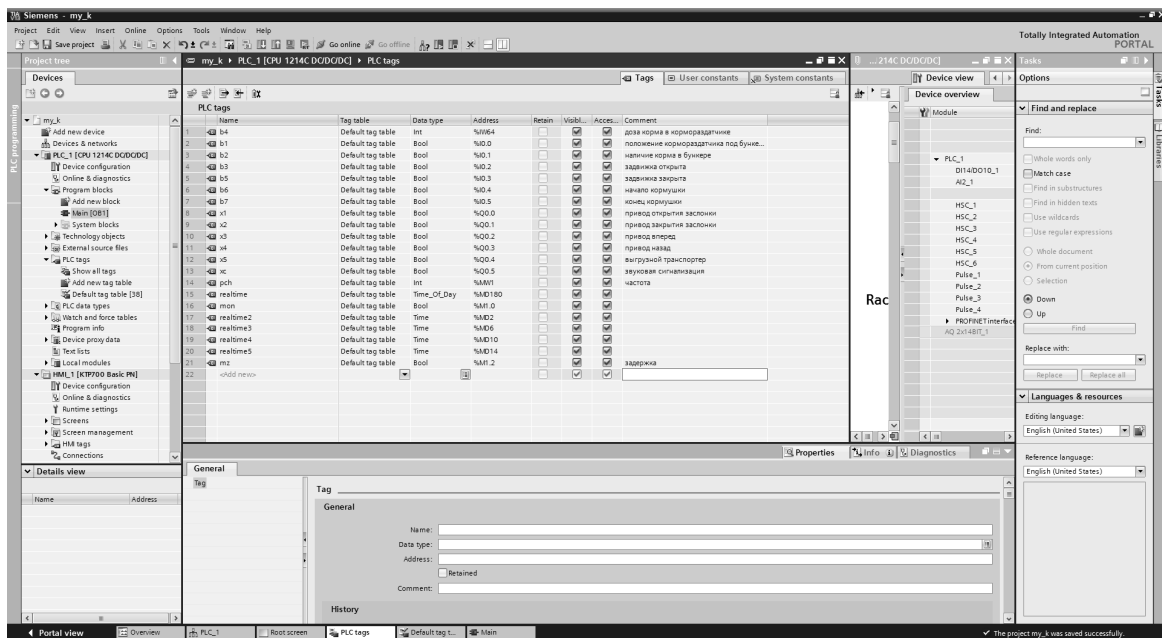 Siemens - my_k
Project Edit View Insert Online Options Tools Window Help
Totally Integrated Automation
PORTAL
Save project Go online Go offline
Project tree
my_k PLC_1 [CPU 1214C DC/DC/DC] PLC tags
...214C DC/DC/DC]
Tasks
Devices
Tags User constants System constants
Device view
Options
PLC programming
Tasks
Libraries
my_k
Add new device
Devices & networks
PLC_1 [CPU 1214C DC/DC/DC]
Device configuration
Online & diagnostics
Program blocks
Add new block
Main [OB1]
System blocks
Technology objects
External source files
PLC tags
Show all tags
Add new tag table
Default tag table [38]
PLC data types
Watch and force tables
Program info
Device proxy data
Text lists
Local modules
HMI_1 [KTP700 Basic PN]
Device configuration
Online & diagnostics
Runtime settings
Screens
Screen management
HMI tags
Connections
Details view
Name Address
PLC tags
Name Tag table Data type Address Retain Visibl... Acces... Comment
1 b4 Default tag table Int %IW64 доза корма в кормораздатчике
2 b1 Default tag table Bool %I0.0 положение кормораздатчика под бунке...
3 b2 Default tag table Bool %I0.1 наличие корма в бункере
4 b3 Default tag table Bool %I0.2 задвижка открыта
5 b5 Default tag table Bool %I0.3 задвижка закрыта
6 b6 Default tag table Bool %I0.4 начало кормушки
7 b7 Default tag table Bool %I0.5 конец кормушки
8 x1 Default tag table Bool %Q0.0 привод открытия заслонки
9 x2 Default tag table Bool %Q0.1 привод закрытия заслонки
10 x3 Default tag table Bool %Q0.2 привод вперед
11 x4 Default tag table Bool %Q0.3 привод назад
12 x5 Default tag table Bool %Q0.4 выгрузной транспортер
13 xc Default tag table Bool %Q0.5 звуковая сигнализация
14 pch Default tag table Int %MW1 частота
15 realtime Default tag table Time_Of_Day %MD180
16 mon Default tag table Bool %M1.0
17 realtime2 Default tag table Time %MD2
18 realtime3 Default tag table Time %MD6
19 realtime4 Default tag table Time %MD10
20 realtime5 Default tag table Time %MD14
21 mz Default tag table Bool %M1.2 задержка
22 <Add new>
Device overview
Module
PLC_1
DI14/DO10_1
AI2_1
HSC_1
HSC_2
HSC_3
HSC_4
HSC_5
HSC_6
Pulse_1
Pulse_2
Pulse_3
Pulse_4
PROFINET interface
AQ 2x14BIT_1
Rac
Find and replace
Find:
Whole words only
Match case
Find in substructures
Find in hidden texts
Use wildcards
Use regular expressions
Whole document
From current position
Selection
Down
Up
Find
Replace with:
Replace Replace all
Languages & resources
Editing language:
English (United States)
Reference language:
English (United States)
Properties Info Diagnostics
General
Tag
Tag
General
Name:
Data type:
Address:
Retained
Comment:
History
Portal view Overview PLC_1 Root screen PLC tags Default tag t... Main The project my_k was saved successfully.